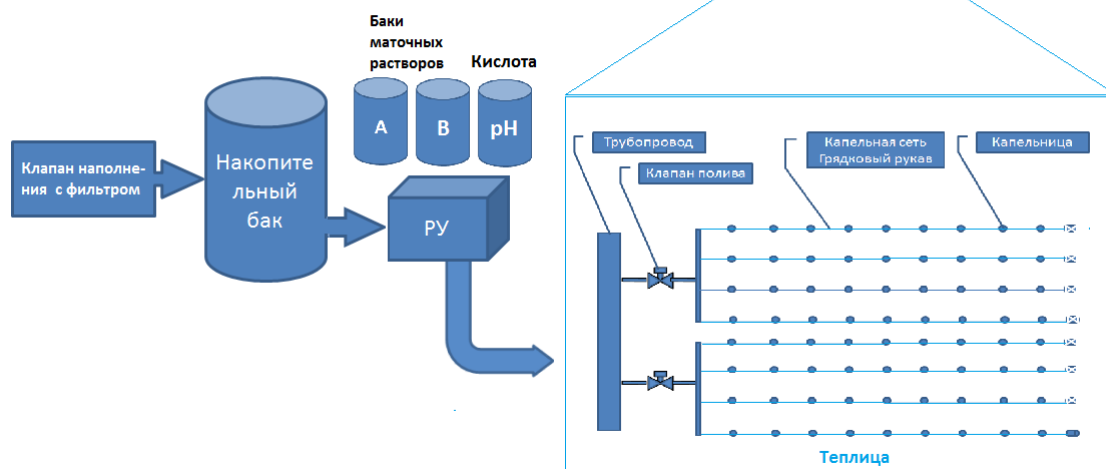 Баки
маточных
растворов
Кислота
A
B
pH
Клапан наполне-
ния с фильтром
Накопите
льный
бак
РУ
Трубопровод
Клапан полива
Капельная сеть
Грядковый рукав
Капельница
Теплица